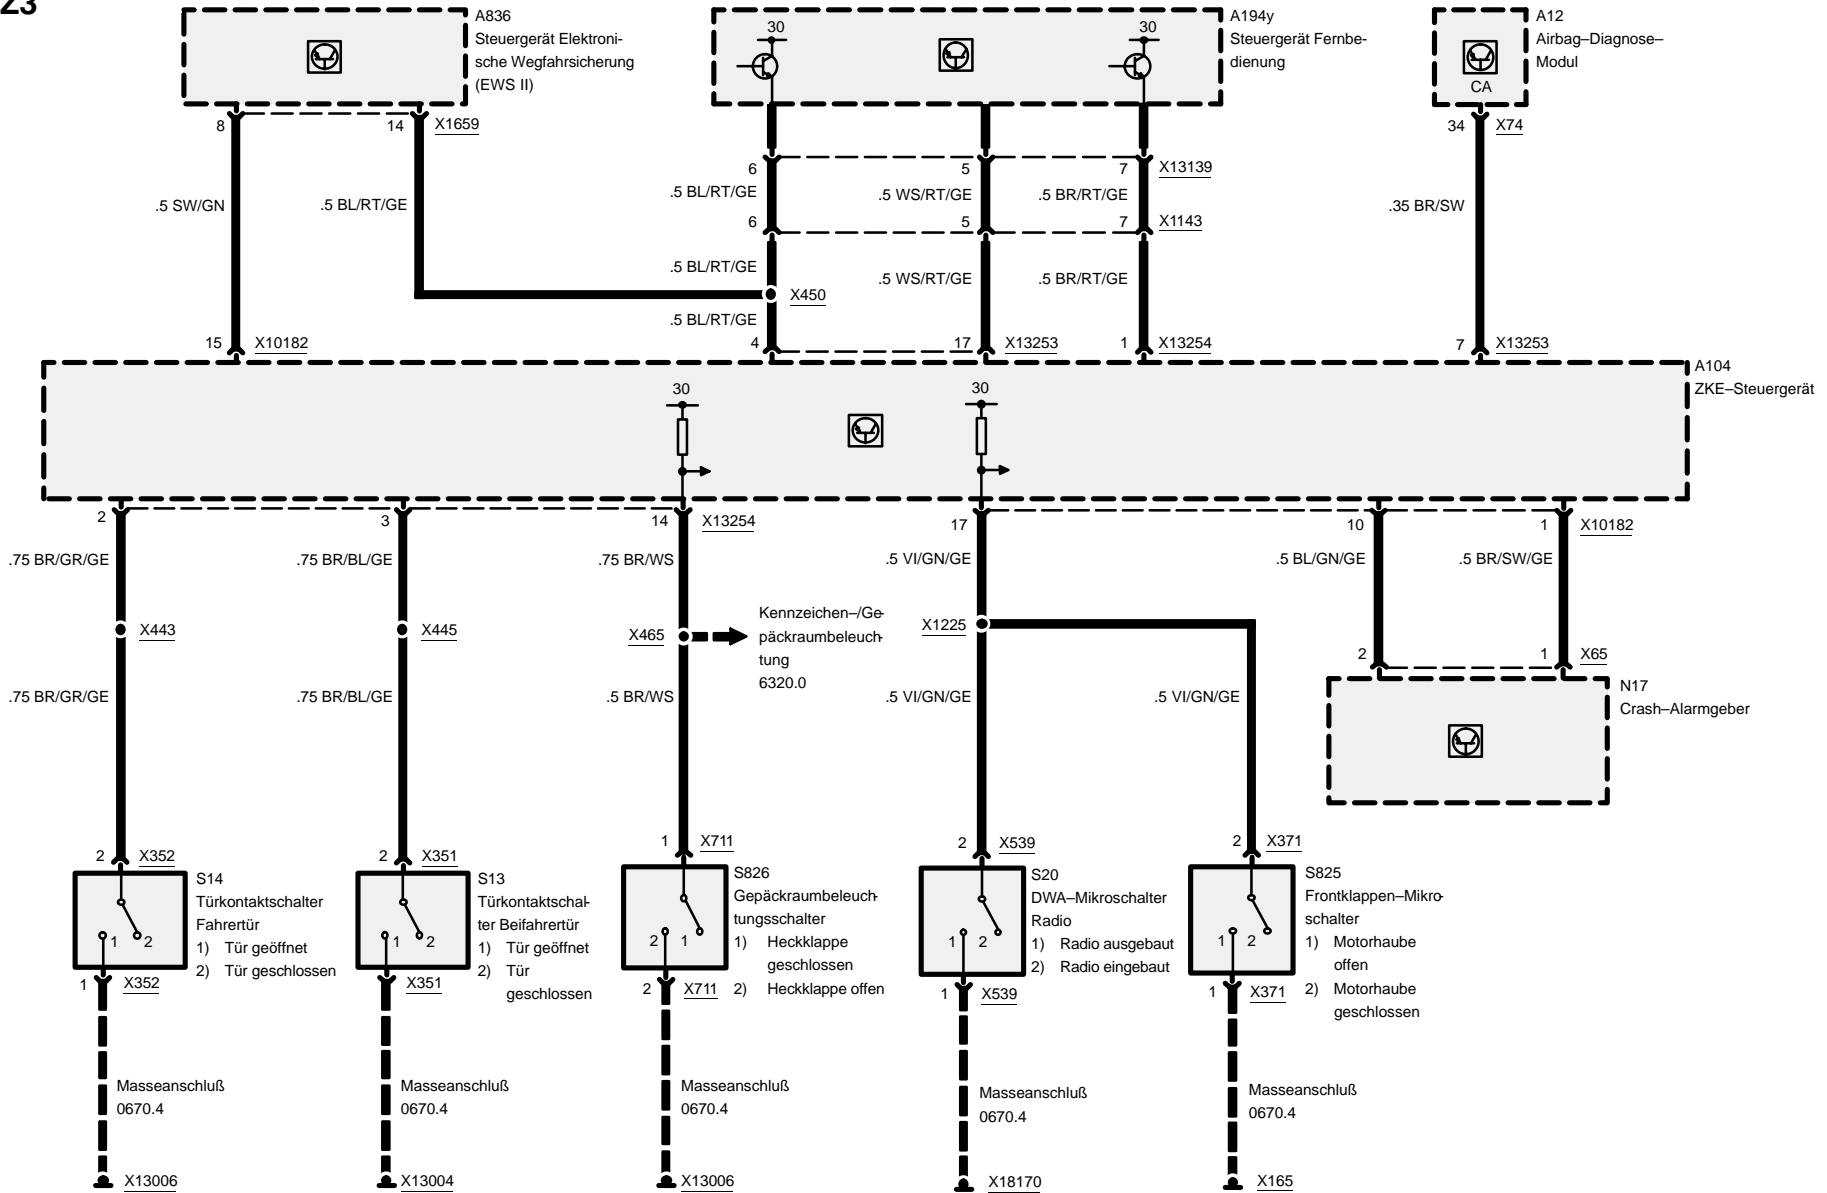 Z3
A836
Steuergerät Elektroni-
sche Wegfahrsicherung
(EWS II)
30
30
A194y
Steuergerät Fernbe-
dienung
A12
Airbag–Diagnose–
Modul
CA
8
14
X1659
34
X74
6
5
7
X13139
.5 SW/GN
.5 BL/RT/GE
.5 BL/RT/GE
.5 WS/RT/GE
.5 BR/RT/GE
.35 BR/SW
6
5
7
X1143
.5 BL/RT/GE
.5 WS/RT/GE
.5 BR/RT/GE
X450
.5 BL/RT/GE
15
X10182
4
17
X13253
1
X13254
7
X13253
A104
ZKE–Steuergerät
30
30
2
3
14
X13254
17
10
1
X10182
.75 BR/GR/GE
.75 BR/BL/GE
.75 BR/WS
.5 VI/GN/GE
.5 BL/GN/GE
.5 BR/SW/GE
X443
X445
X465
Kennzeichen–/Ge-
päckraumbeleuch-
tung
6320.0
X1225
2
1
X65
.75 BR/GR/GE
.75 BR/BL/GE
.5 BR/WS
.5 VI/GN/GE
.5 VI/GN/GE
N17
Crash–Alarmgeber
2
X352
2
X351
1
X711
2
X539
2
X371
S14
Türkontaktschalter
Fahrertür
1) Tür geöffnet
2) Tür geschlossen
1
2
S13
Türkontaktschal-
ter Beifahrertür
1) Tür geöffnet
2) Tür
geschlossen
1
2
S826
Gepäckraumbeleuch-
tungsschalter
1) Heckklappe
geschlossen
2) Heckklappe offen
2
1
S20
DWA–Mikroschalter
Radio
1) Radio ausgebaut
2) Radio eingebaut
1
2
S825
Frontklappen–Mikro-
schalter
1) Motorhaube
offen
2) Motorhaube
geschlossen
1
2
1
X352
X351
2
X711
1
X539
1
X371
Masseanschluß
0670.4
Masseanschluß
0670.4
Masseanschluß
0670.4
Masseanschluß
0670.4
Masseanschluß
0670.4
X13006
X13004
X13006
X18170
X165